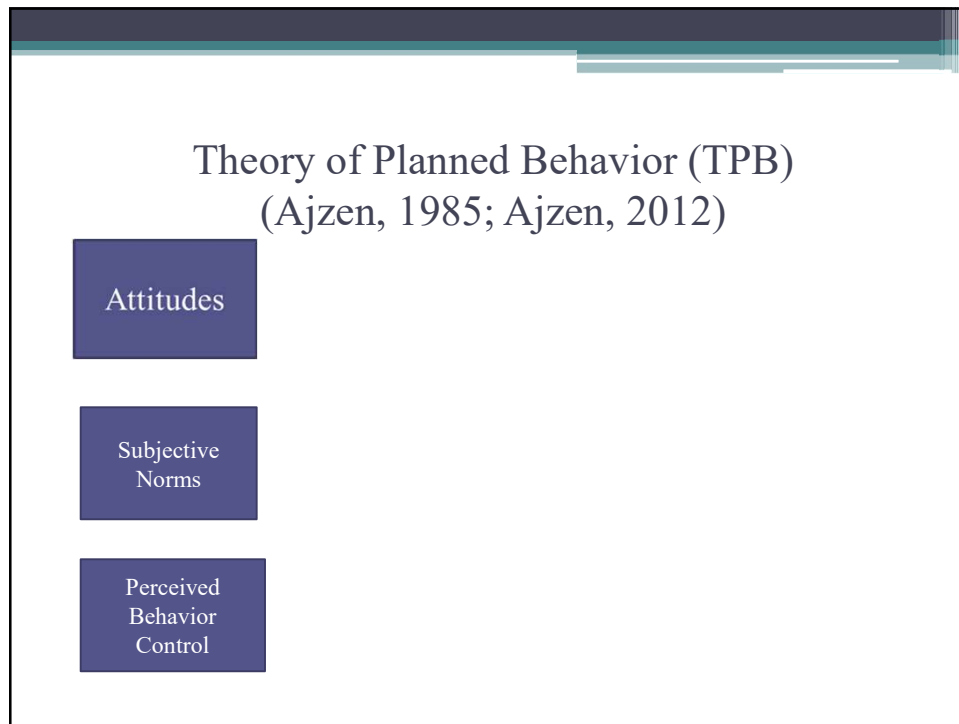 Theory of Planned Behavior (TPB)
(Ajzen, 1985; Ajzen, 2012)
Attitudes
Subjective
Norms
Perceived
Behavior
Control